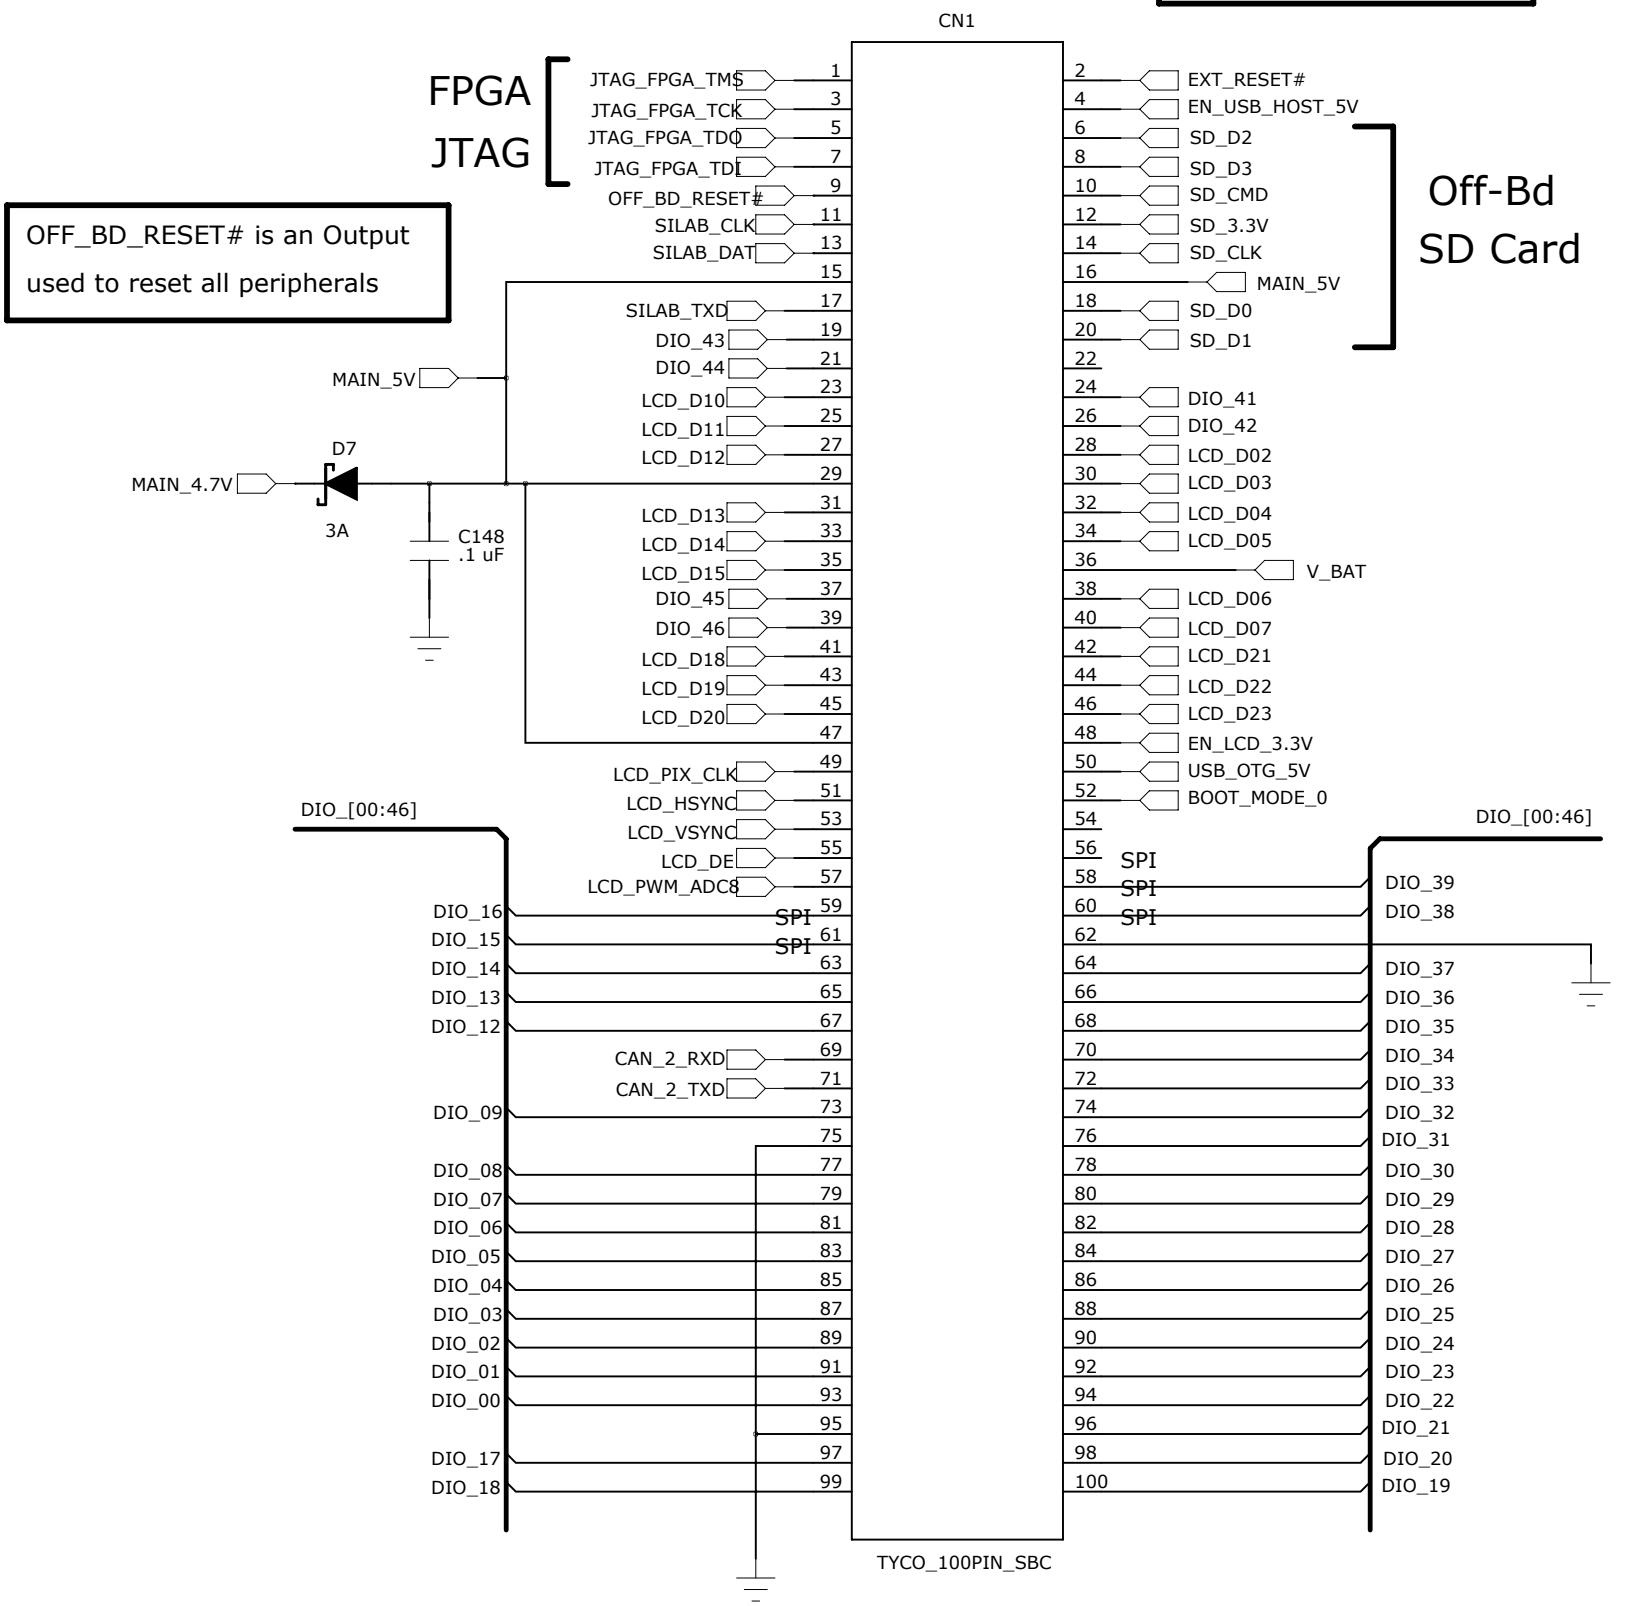 CN1
FPGA
JTAG
JTAG_FPGA_TMS 1
JTAG_FPGA_TCK 3
JTAG_FPGA_TDO 5
JTAG_FPGA_TDI 7
OFF_BD_RESET# 9
SILAB_CLK 11
SILAB_DAT 13
15
SILAB_TXD 17
DIO_43 19
DIO_44 21
LCD_D10 23
LCD_D11 25
LCD_D12 27
29
LCD_D13 31
LCD_D14 33
LCD_D15 35
DIO_45 37
DIO_46 39
LCD_D18 41
LCD_D19 43
LCD_D20 45
47
LCD_PIX_CLK 49
LCD_HSYNC 51
LCD_VSYNC 53
LCD_DE 55
LCD_PWM_ADC8 57
DIO_16 SPI 59
DIO_15 SPI 61
DIO_14 63
DIO_13 65
DIO_12 67
CAN_2_RXD 69
CAN_2_TXD 71
DIO_09 73
75
DIO_08 77
DIO_07 79
DIO_06 81
DIO_05 83
DIO_04 85
DIO_03 87
DIO_02 89
DIO_01 91
DIO_00 93
95
DIO_17 97
DIO_18 99
OFF_BD_RESET# is an Output
used to reset all peripherals
MAIN_5V
D7
MAIN_4.7V
3A
C148
.1 uF
DIO_[00:46]
2 EXT_RESET#
4 EN_USB_HOST_5V
6 SD_D2
8 SD_D3
10 SD_CMD
12 SD_3.3V
14 SD_CLK
16 MAIN_5V
18 SD_D0
20 SD_D1
22
24 DIO_41
26 DIO_42
28 LCD_D02
30 LCD_D03
32 LCD_D04
34 LCD_D05
36 V_BAT
38 LCD_D06
40 LCD_D07
42 LCD_D21
44 LCD_D22
46 LCD_D23
48 EN_LCD_3.3V
50 USB_OTG_5V
52 BOOT_MODE_0
54
56 SPI
58 SPI DIO_39
60 SPI DIO_38
62
64 DIO_37
66 DIO_36
68 DIO_35
70 DIO_34
72 DIO_33
74 DIO_32
76 DIO_31
78 DIO_30
80 DIO_29
82 DIO_28
84 DIO_27
86 DIO_26
88 DIO_25
90 DIO_24
92 DIO_23
94 DIO_22
96 DIO_21
98 DIO_20
100 DIO_19
Off-Bd
SD Card
DIO_[00:46]
TYCO_100PIN_SBC